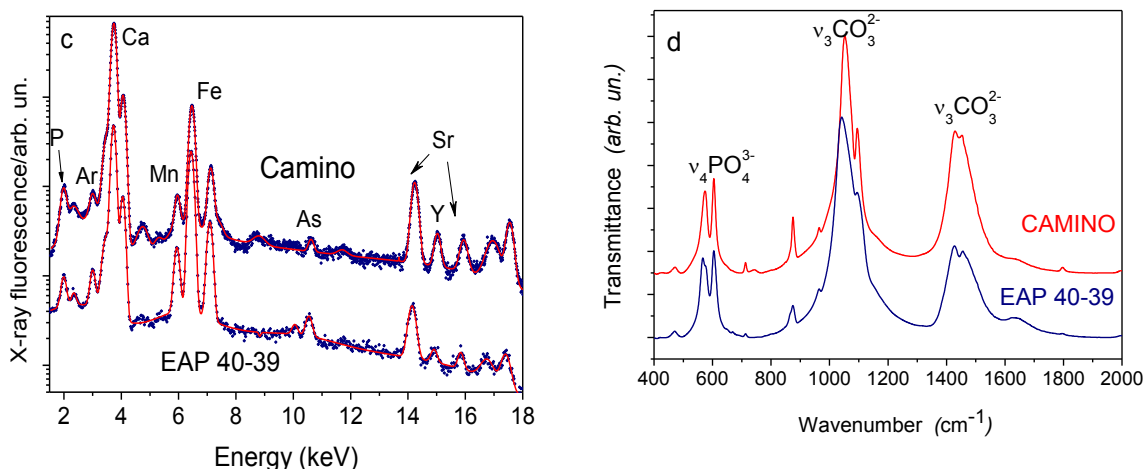 c
Ca
Fe
P
Ar
Mn
Camino
As
Sr
Y
EAP 40-39
X-ray fluorescence/arb. un.
2 4 6 8 10 12 14 16 18
Energy (keV)
d
ν₃CO₃²⁻
ν₃CO₃²⁻
ν₄PO₄³⁻
CAMINO
EAP 40-39
Transmittance (arb. un.)
400 600 800 1000 1200 1400 1600 1800 2000
Wavenumber (cm⁻¹)